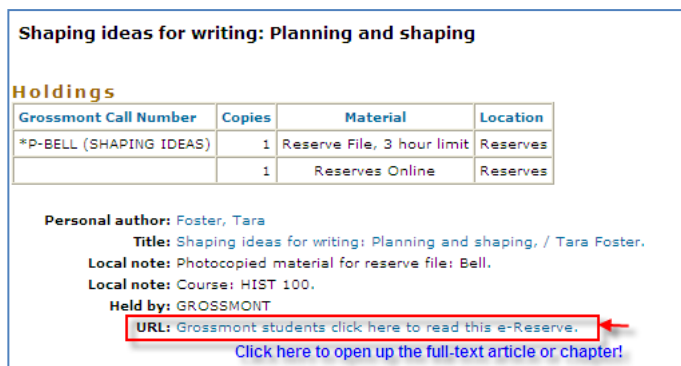 Shaping ideas for writing: Planning and shaping
Holdings
Grossmont Call Number Copies Material Location
*P-BELL (SHAPING IDEAS) 1 Reserve File, 3 hour limit Reserves
1 Reserves Online Reserves
Personal author: Foster, Tara
Title: Shaping ideas for writing: Planning and shaping, / Tara Foster.
Local note: Photocopied material for reserve file: Bell.
Local note: Course: HIST 100.
Held by: GROSSMONT
URL: Grossmont students click here to read this e-Reserve.
Click here to open up the full-text article or chapter!